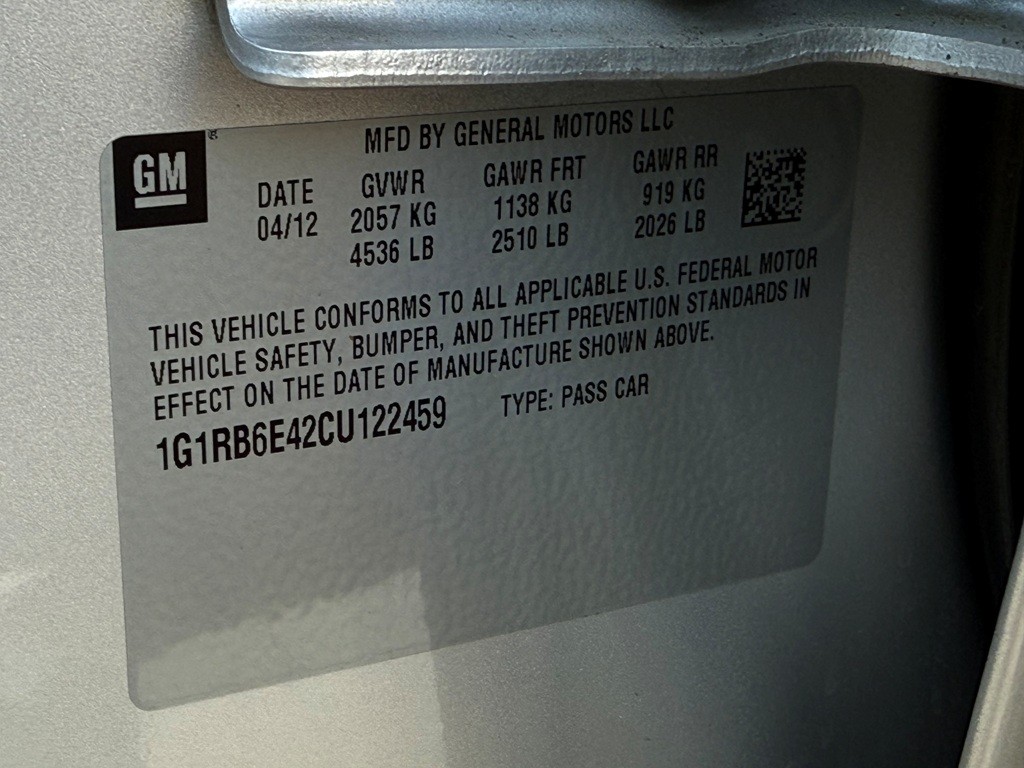 GM
MFD BY GENERAL MOTORS LLC
DATE GVWR GAWR FRT GAWR RR
04/12 2057 KG 1138 KG 919 KG
4536 LB 2510 LB 2026 LB
THIS VEHICLE CONFORMS TO ALL APPLICABLE U.S. FEDERAL MOTOR
VEHICLE SAFETY, BUMPER, AND THEFT PREVENTION STANDARDS IN
EFFECT ON THE DATE OF MANUFACTURE SHOWN ABOVE.
1G1RB6E42CU122459 TYPE: PASS CAR